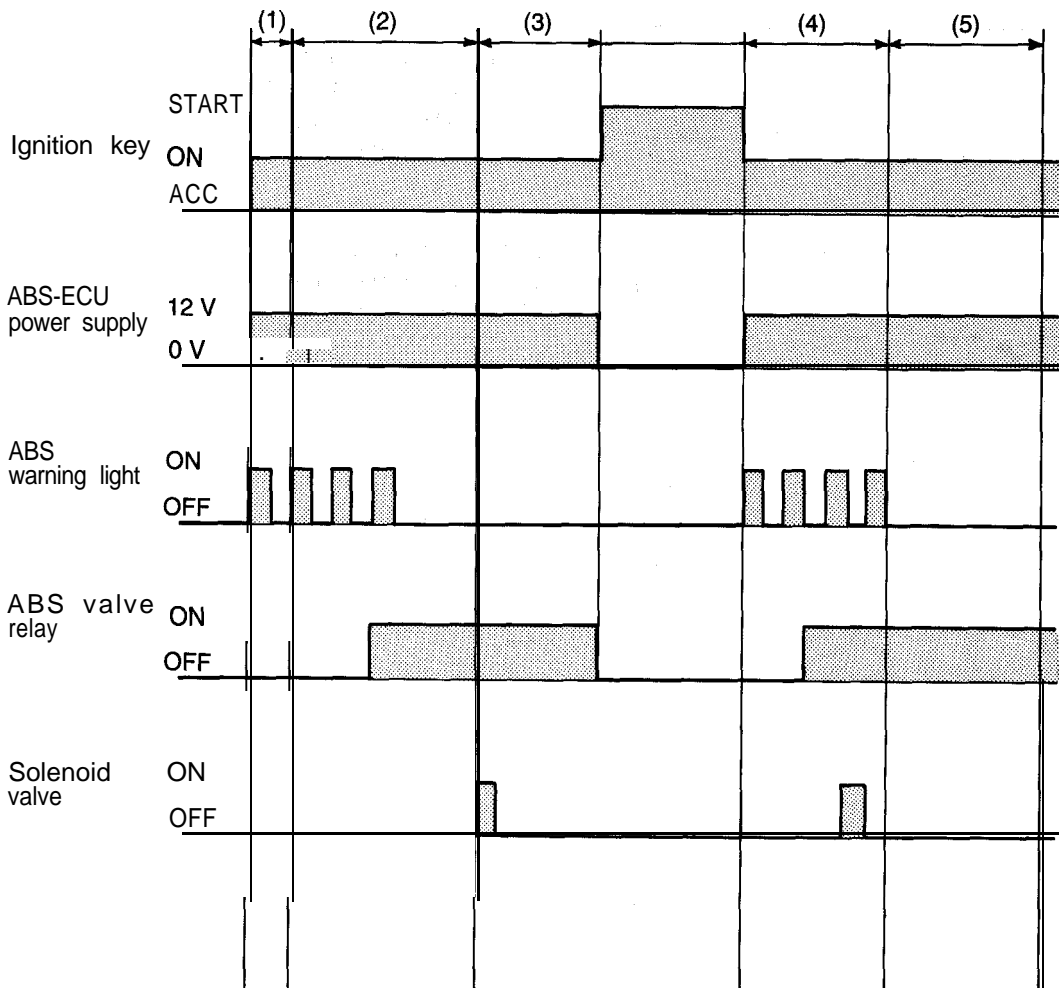 (1) (2) (3) (4) (5)
START
Ignition key ON
ACC
ABS-ECU
power supply
12 V
0 V
ABS
warning light
ON
OFF
ABS valve
relay
ON
OFF
Solenoid
valve
ON
OFF